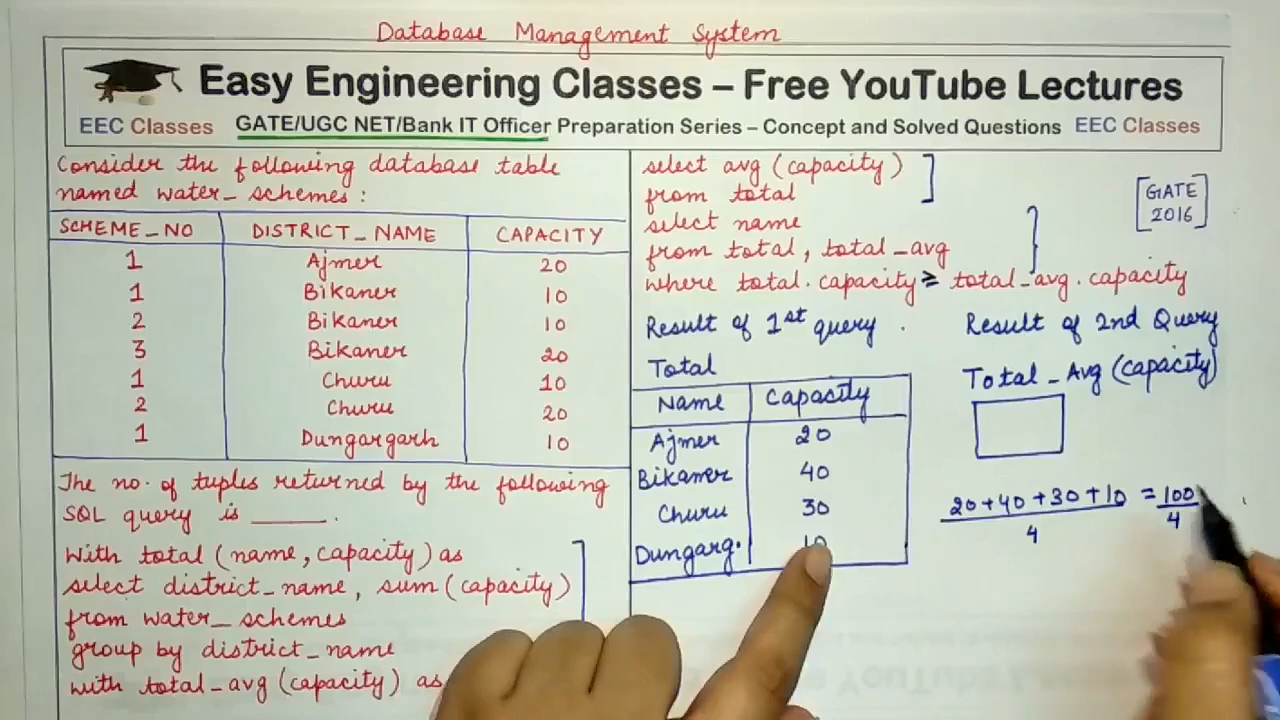 Database Management System
Easy Engineering Classes – Free YouTube Lectures
EEC Classes GATE/UGC NET/Bank IT Officer Preparation Series – Concept and Solved Questions EEC Classes
Consider the following database table
named water_schemes :
SCHEME_NO DISTRICT_NAME CAPACITY
1 Ajmer 20
1 Bikaner 10
2 Bikaner 10
3 Bikaner 20
1 Churu 10
2 Churu 20
1 Dungargarh 10
The no. of tuples returned by the following
SQL query is _____.
With total (name, capacity) as
select district_name, sum (capacity)
from water_schemes
group by district_name
with total_avg (capacity) as
select avg (capacity)
from total
select name
from total, total_avg
where total.capacity ≥ total_avg.capacity
[GATE
2016]
Result of 1st query .
Total
Name Capacity
Ajmer 20
Bikaner 40
Churu 30
Dungarg. 10
Result of 2nd Query
Total_Avg (capacity)
20+40+30+10 = 100
4 4